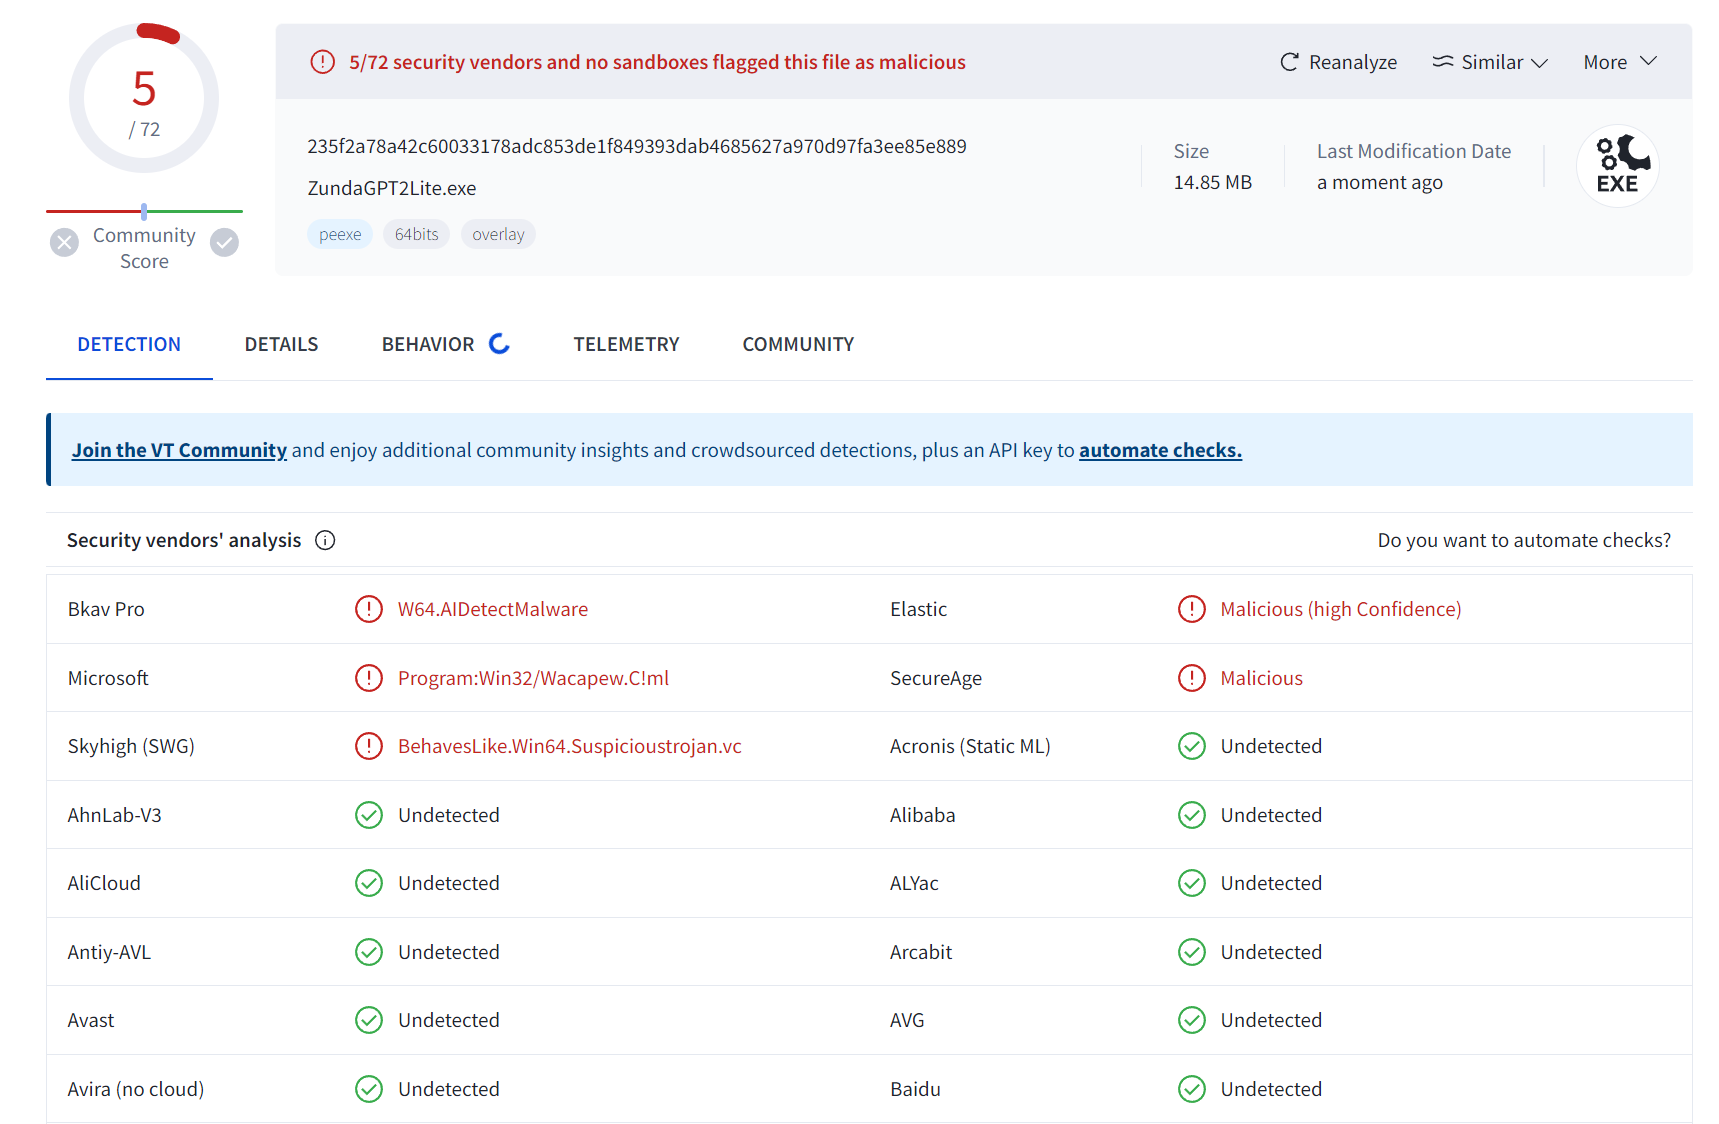 5
/ 72
Community
Score
5/72 security vendors and no sandboxes flagged this file as malicious
Reanalyze
Similar
More
235f2a78a42c60033178adc853de1f849393dab4685627a970d97fa3ee85e889
ZundaGPT2Lite.exe
peexe
64bits
overlay
Size
14.85 MB
Last Modification Date
a moment ago
EXE
DETECTION
DETAILS
BEHAVIOR
TELEMETRY
COMMUNITY
Join the VT Community and enjoy additional community insights and crowdsourced detections, plus an API key to automate checks.
Security vendors' analysis
Do you want to automate checks?
Bkav Pro
W64.AIDetectMalware
Elastic
Malicious (high Confidence)
Microsoft
Program:Win32/Wacapew.C!ml
SecureAge
Malicious
Skyhigh (SWG)
BehavesLike.Win64.Suspicioustrojan.vc
Acronis (Static ML)
Undetected
AhnLab-V3
Undetected
Alibaba
Undetected
AliCloud
Undetected
ALYac
Undetected
Antiy-AVL
Undetected
Arcabit
Undetected
Avast
Undetected
AVG
Undetected
Avira (no cloud)
Undetected
Baidu
Undetected